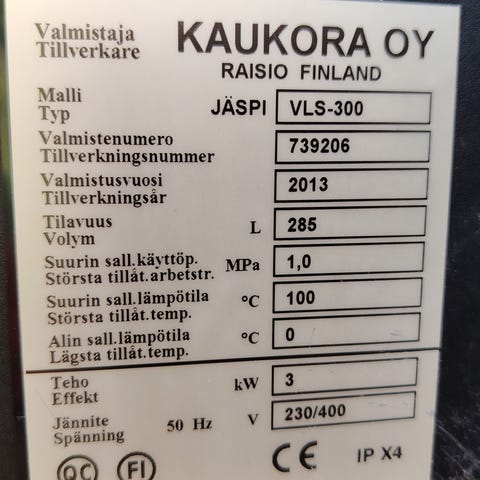 Valmistaja KAUKORA OY
Tillverkare RAISIO FINLAND
Malli
Typ JÄSPI VLS-300
Valmistenumero
Tillverkningsnummer 739206
Valmistusvuosi
Tillverkningsår 2013
Tilavuus
Volym L 285
Suurin sall.käyttöp.
Största tillåt.arbetstr. MPa 1,0
Suurin sall.lämpötila
Största tillåt.temp. °C 100
Alin sall.lämpötila
Lägsta tillåt.temp. °C 0
Teho
Effekt kW 3
Jännite
Spänning 50 Hz V 230/400
QC FI CE IP X4